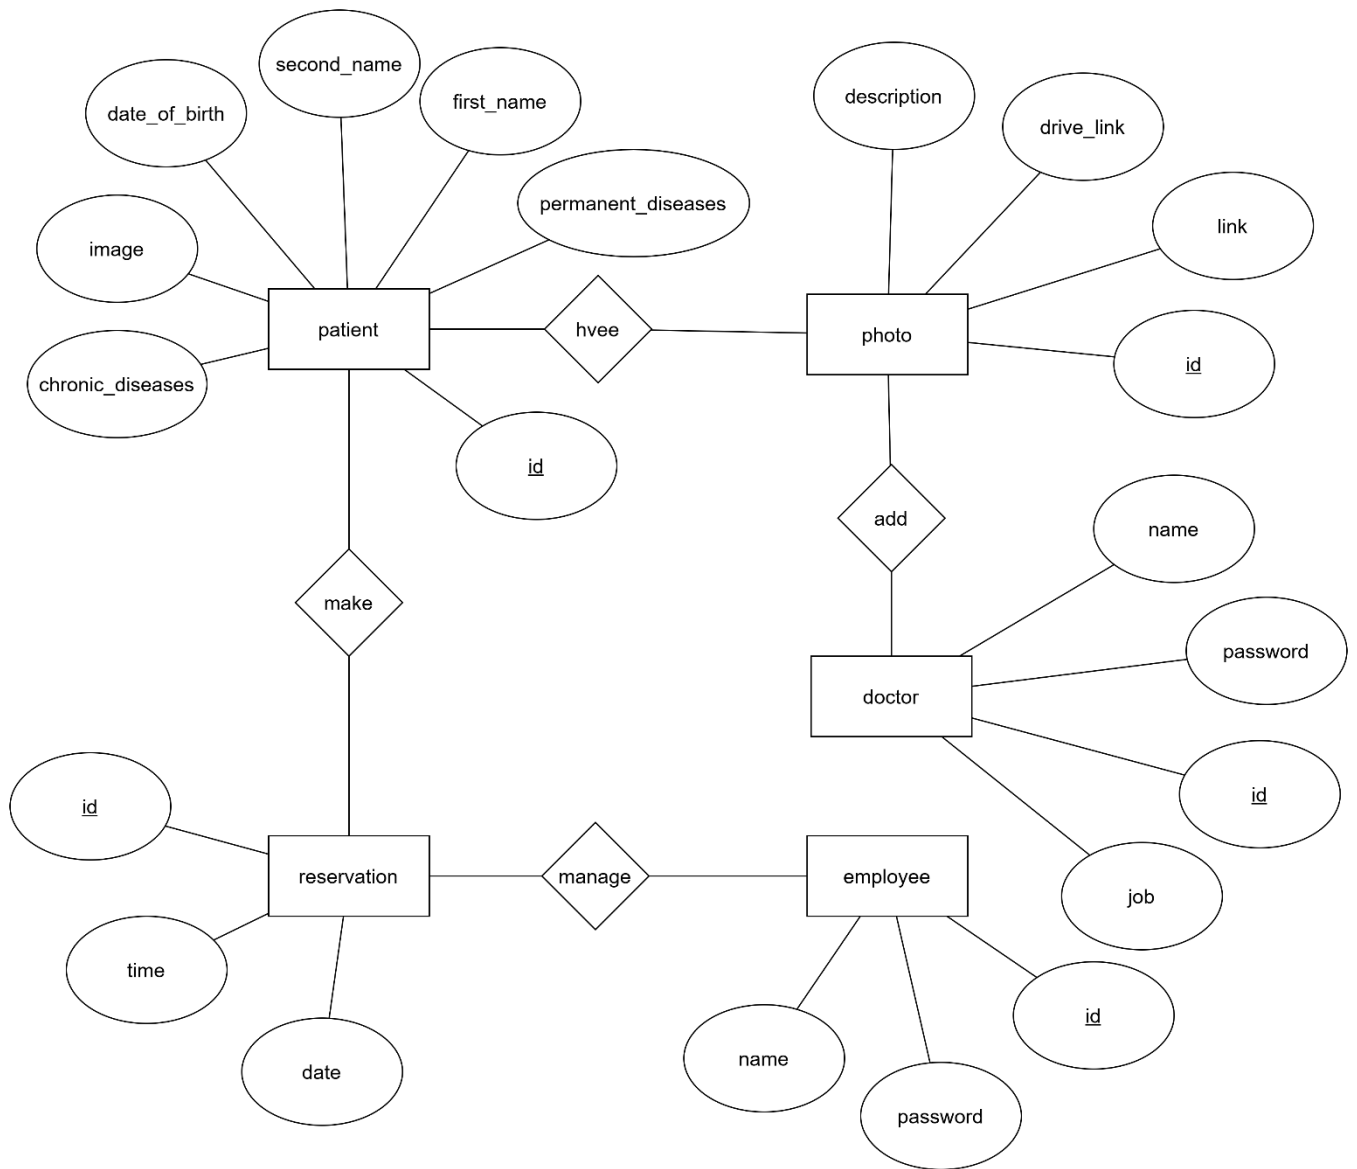 second_name
first_name
date_of_birth
description
drive_link
permanent_diseases
link
image
patient
hvee
photo
chronic_diseases
id
id
add
name
make
password
doctor
id
id
reservation
manage
employee
job
time
id
date
name
password